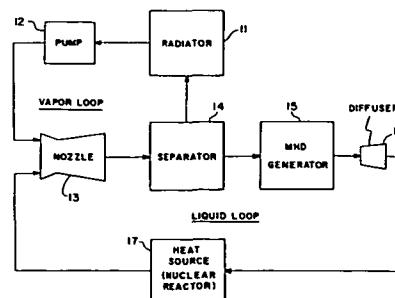 12
PUMP
RADIATOR
11
VAPOR LOOP
14
15
DIFFUSER
NOZZLE
13
SEPARATOR
MHD
GENERATOR
LIQUID LOOP
17
HEAT
SOURCE
(NUCLEAR
REACTOR)